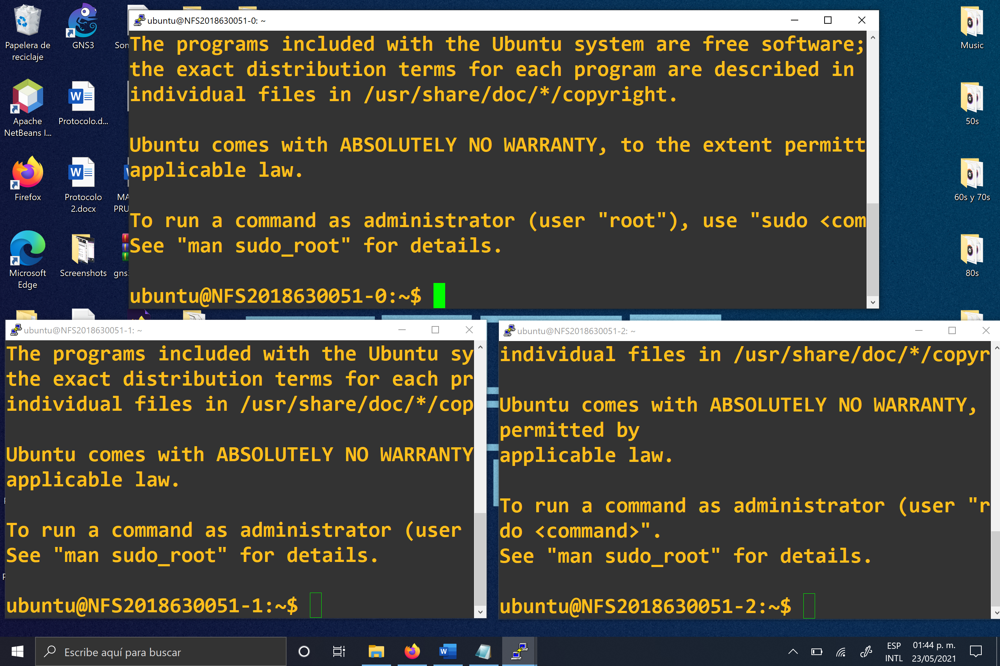 Papelera de
reciclaje
GNS3
Son
Apache
NetBeans I...
Protocolo.d...
Firefox
Protocolo
2.docx
MA
PRU
Microsoft
Edge
Screenshots
gns3
ubuntu@NFS2018630051-0: ~
The programs included with the Ubuntu system are free software;
the exact distribution terms for each program are described in
individual files in /usr/share/doc/*/copyright.
Ubuntu comes with ABSOLUTELY NO WARRANTY, to the extent permitt
applicable law.
To run a command as administrator (user "root"), use "sudo <com
See "man sudo_root" for details.
ubuntu@NFS2018630051-0:~$
Music
50s
60s y 70s
80s
ubuntu@NFS2018630051-1: ~
The programs included with the Ubuntu sy
the exact distribution terms for each pr
individual files in /usr/share/doc/*/cop
Ubuntu comes with ABSOLUTELY NO WARRANTY
applicable law.
To run a command as administrator (user
See "man sudo_root" for details.
ubuntu@NFS2018630051-1:~$
ubuntu@NFS2018630051-2: ~
individual files in /usr/share/doc/*/copyr
Ubuntu comes with ABSOLUTELY NO WARRANTY,
permitted by
applicable law.
To run a command as administrator (user "r
do <command>".
See "man sudo_root" for details.
ubuntu@NFS2018630051-2:~$
Escribe aquí para buscar
ESP
INTL
01:44 p. m.
23/05/2021